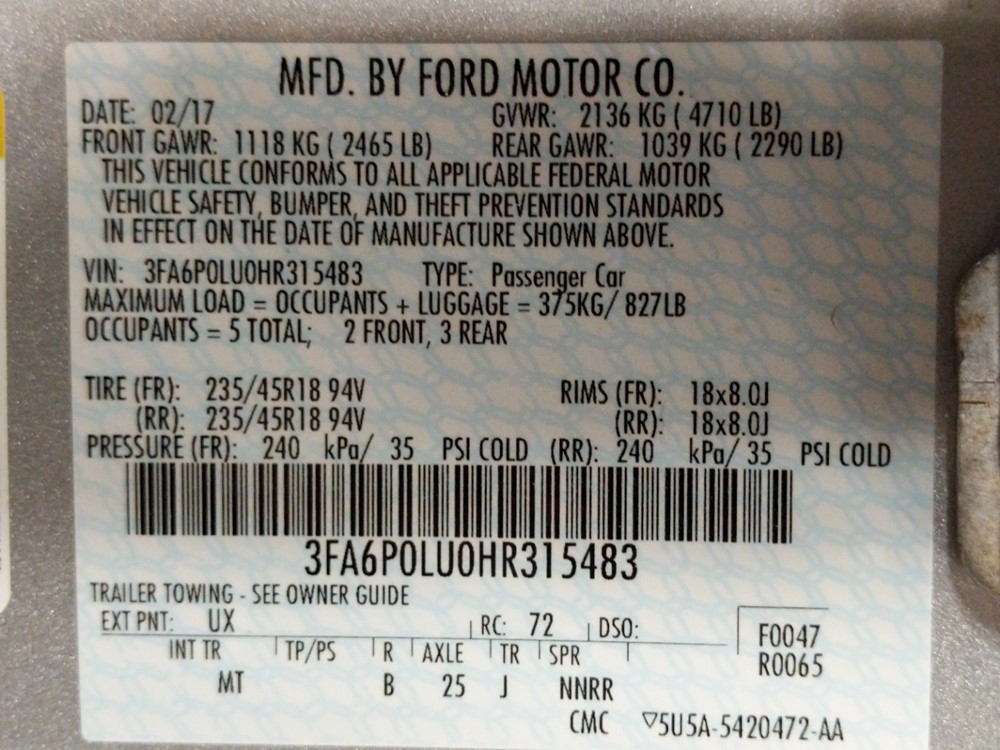 MFD. BY FORD MOTOR CO.
DATE: 02/17 GVWR: 2136 KG ( 4710 LB)
FRONT GAWR: 1118 KG ( 2465 LB) REAR GAWR: 1039 KG ( 2290 LB)
THIS VEHICLE CONFORMS TO ALL APPLICABLE FEDERAL MOTOR
VEHICLE SAFETY, BUMPER, AND THEFT PREVENTION STANDARDS
IN EFFECT ON THE DATE OF MANUFACTURE SHOWN ABOVE.
VIN: 3FA6P0LU0HR315483 TYPE: Passenger Car
MAXIMUM LOAD = OCCUPANTS + LUGGAGE = 375KG/ 827LB
OCCUPANTS = 5 TOTAL; 2 FRONT, 3 REAR
TIRE (FR): 235/45R18 94V RIMS (FR): 18x8.0J
(RR): 235/45R18 94V (RR): 18x8.0J
PRESSURE (FR): 240 kPa/ 35 PSI COLD (RR): 240 kPa/ 35 PSI COLD
3FA6P0LU0HR315483
TRAILER TOWING - SEE OWNER GUIDE
EXT PNT: UX RC: 72 DSO:
F0047
R0065
INT TR TP/PS R AXLE TR SPR
MT B 25 J NNRR
CMC ▽5U5A-5420472-AA